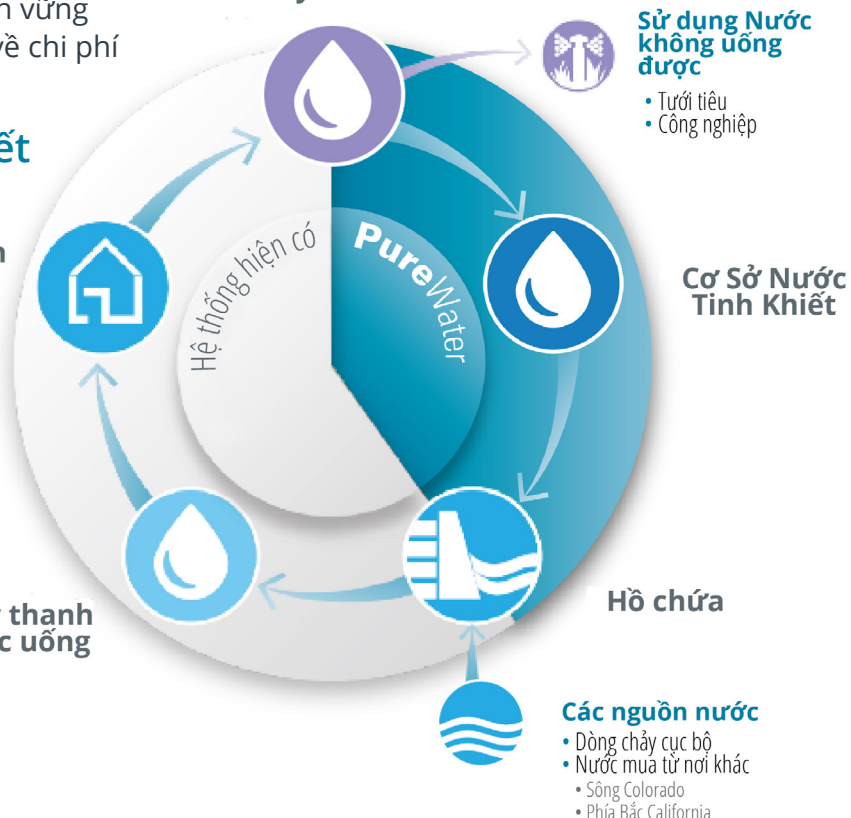 vững
về chi phí
Sử dụng Nước
không uống
được
• Tưới tiêu
• Công nghiệp
Hệ thống hiện có
PureWater
Cơ Sở Nước
Tinh Khiết
thanh
uống
Hồ chứa
Các nguồn nước
• Dòng chảy cục bộ
• Nước mua từ nơi khác
• Sông Colorado
• Phía Bắc California